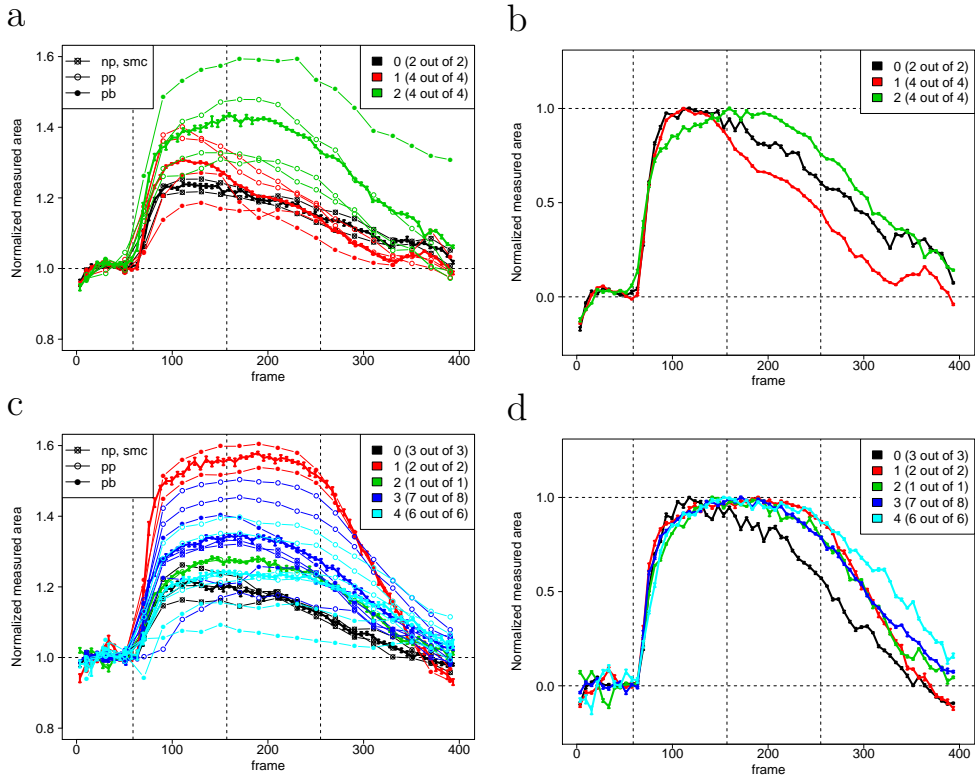 a
Normalized measured area
1.6
1.4
1.2
1.0
0.8
0
100
200
300
400
frame
np, smc
pp
pb
0 (2 out of 2)
1 (4 out of 4)
2 (4 out of 4)
b
Normalized measured area
1.0
0.5
0.0
0
100
200
300
400
frame
0 (2 out of 2)
1 (4 out of 4)
2 (4 out of 4)
c
Normalized measured area
1.6
1.4
1.2
1.0
0.8
0
100
200
300
400
frame
np, smc
pp
pb
0 (3 out of 3)
1 (2 out of 2)
2 (1 out of 1)
3 (7 out of 8)
4 (6 out of 6)
d
Normalized measured area
1.0
0.5
0.0
0
100
200
300
400
frame
0 (3 out of 3)
1 (2 out of 2)
2 (1 out of 1)
3 (7 out of 8)
4 (6 out of 6)